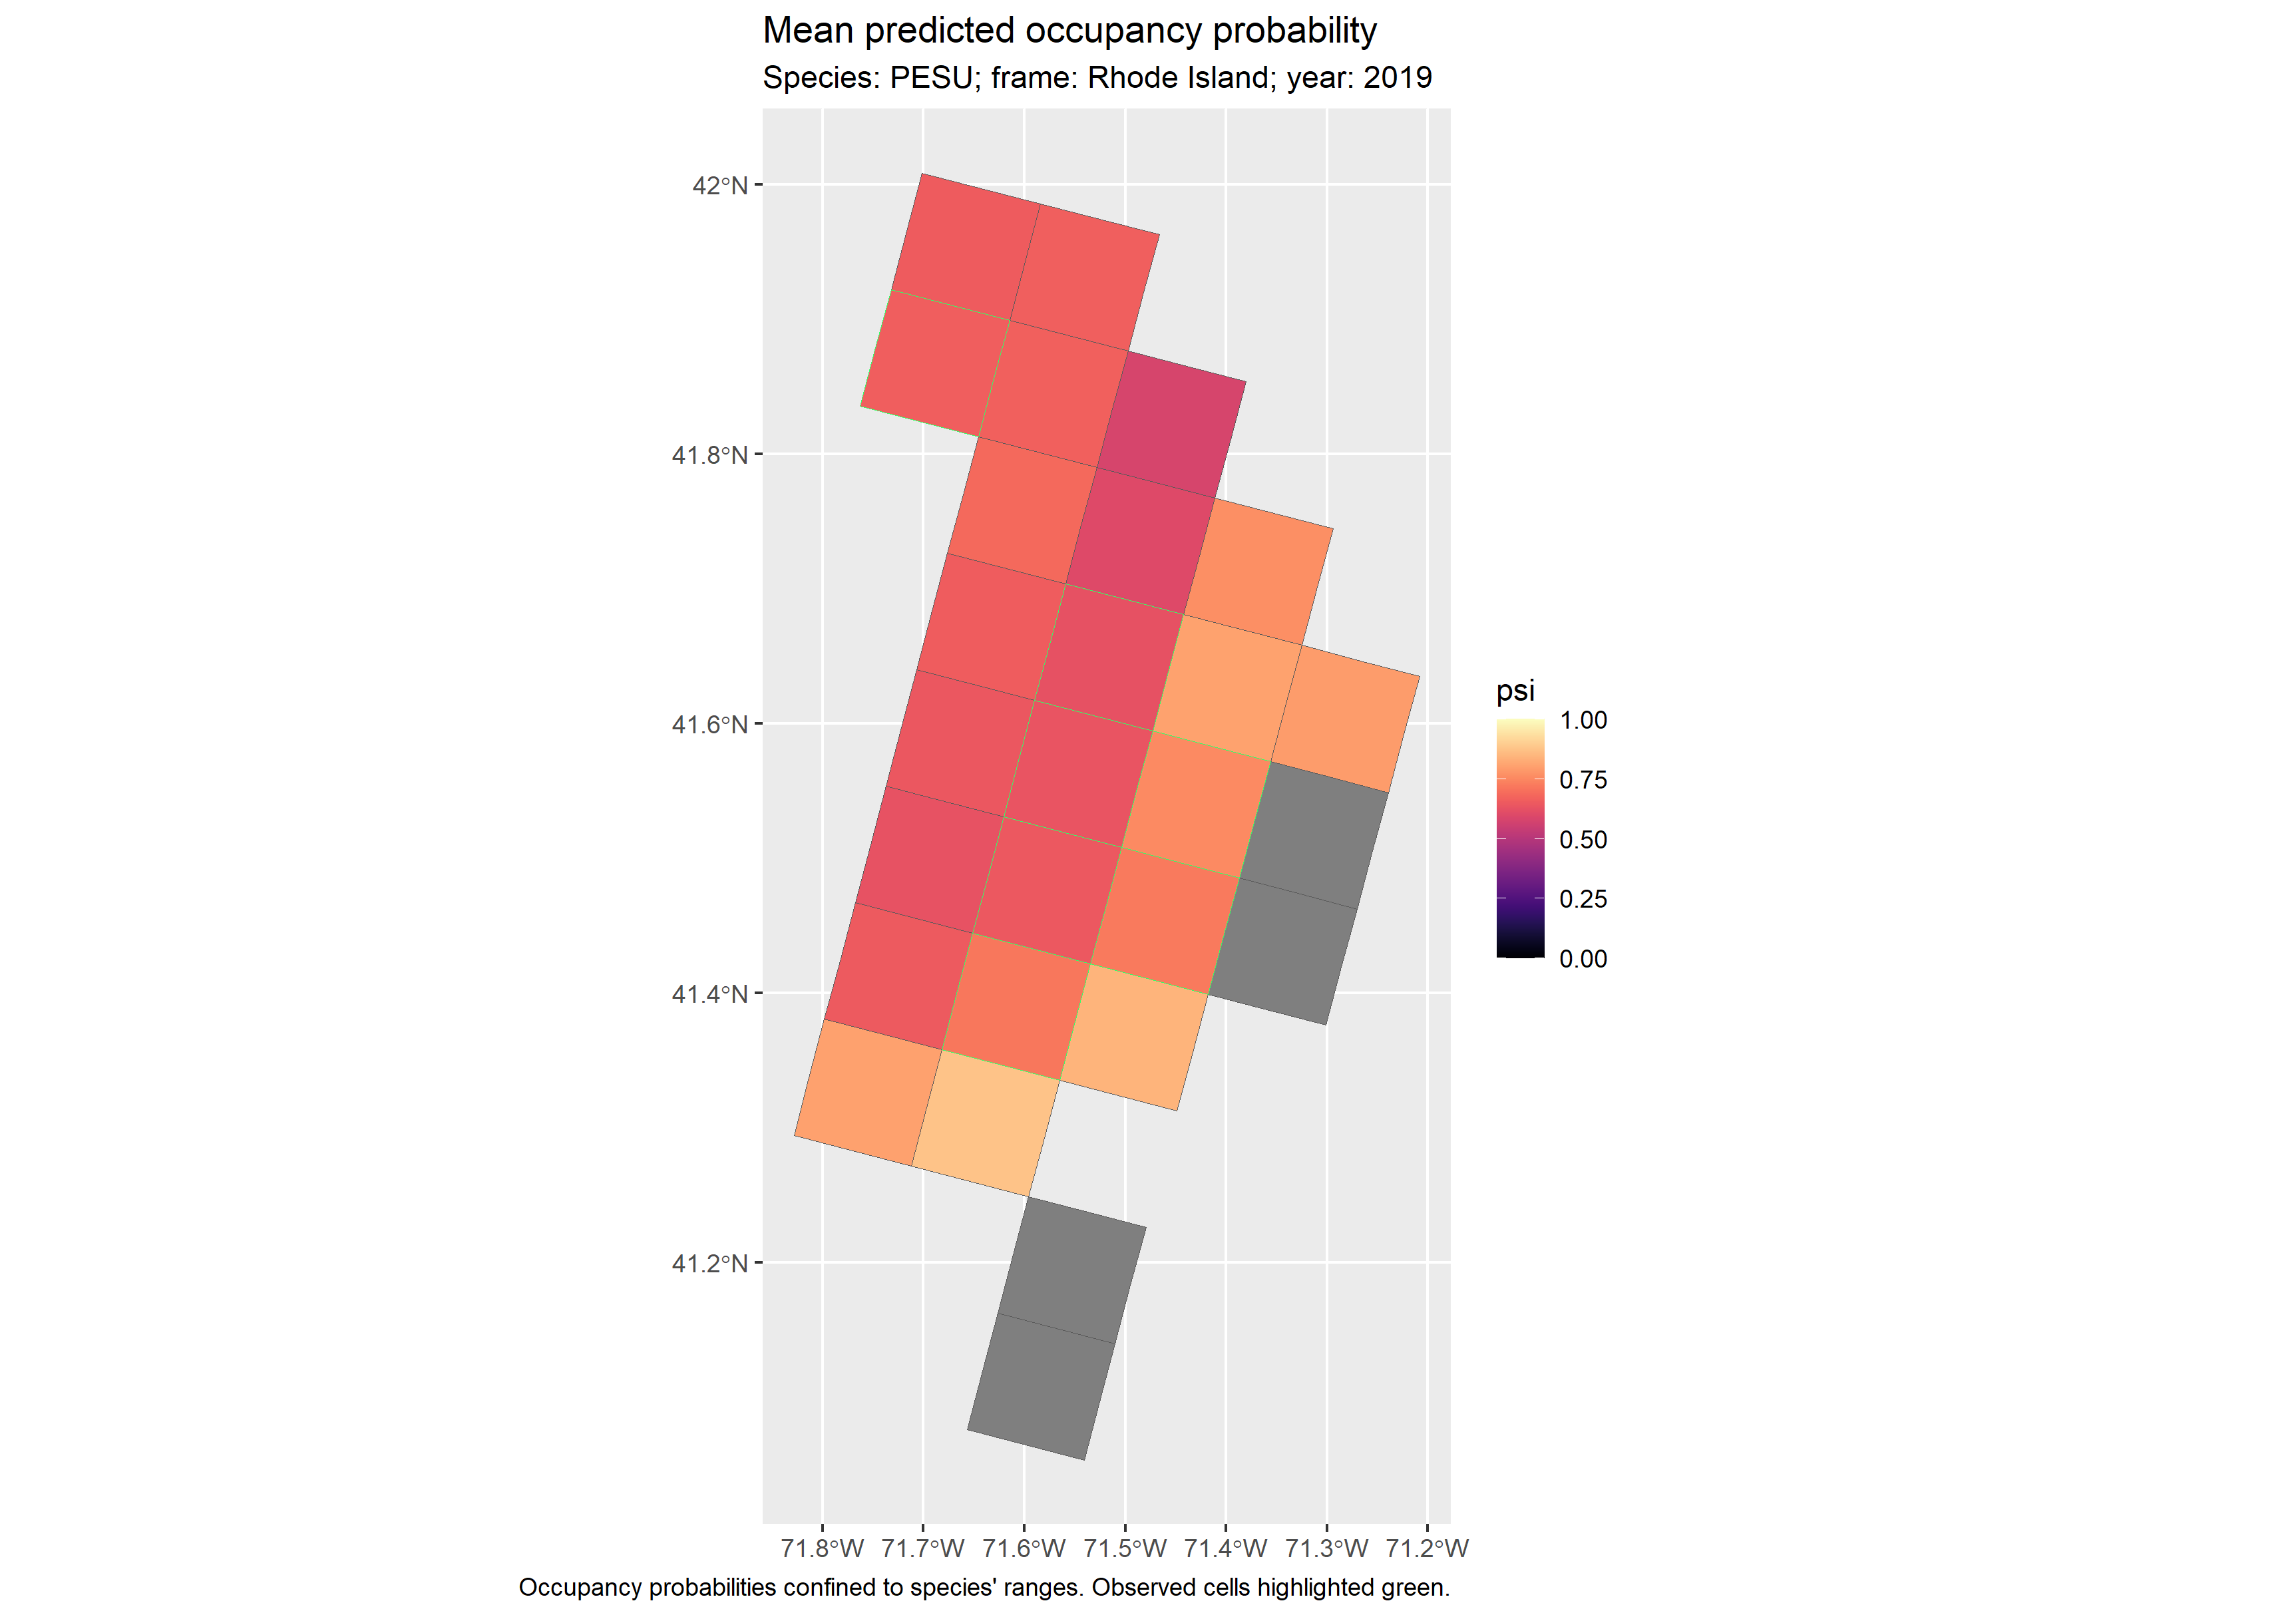 Mean predicted occupancy probability
Species: PESU; frame: Rhode Island; year: 2019
42°N
41.8°N
41.6°N
41.4°N
41.2°N
psi
1.00
0.75
0.50
0.25
0.00
71.8°W 71.7°W 71.6°W 71.5°W 71.4°W 71.3°W 71.2°W
Occupancy probabilities confined to species' ranges. Observed cells highlighted green.